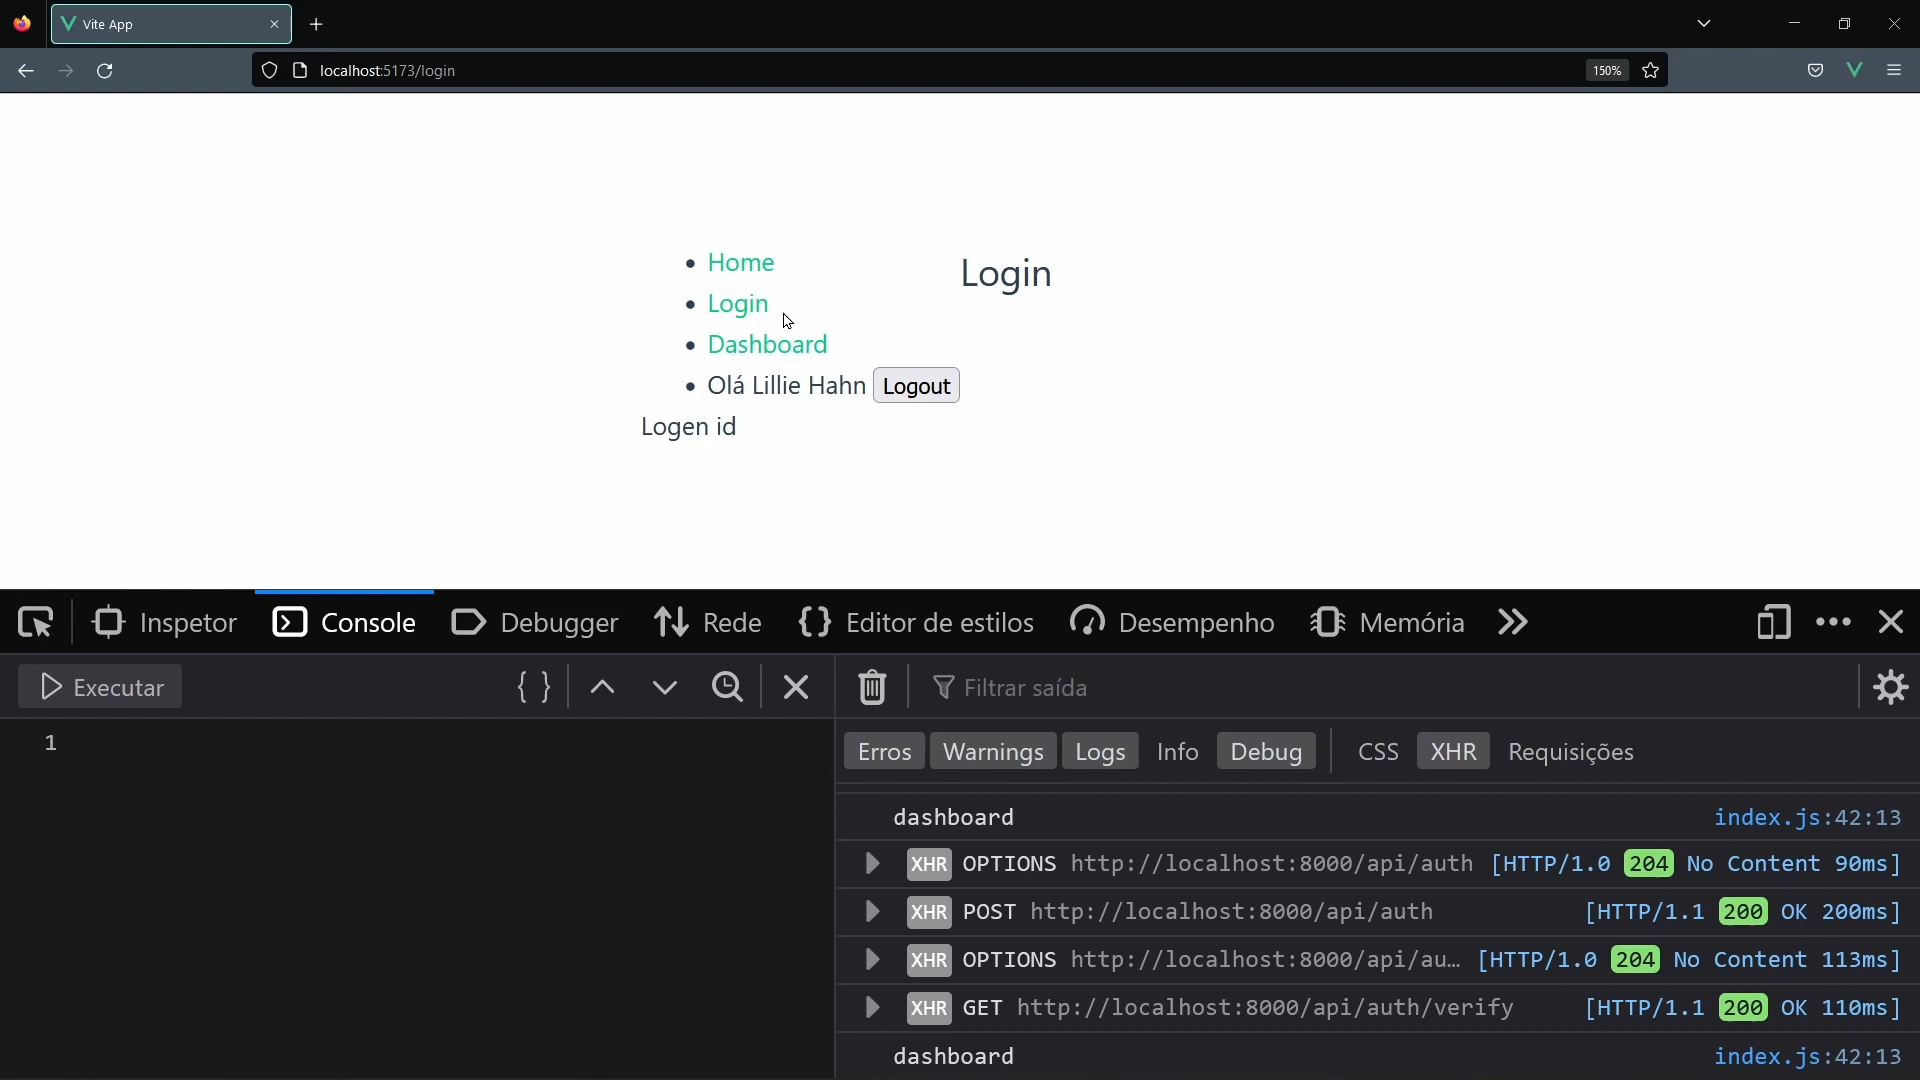 Vite App
localhost:5173/login
150%
Home
Login
Dashboard
Olá Lillie Hahn Logout
Logen id
Login
Inspetor Console Debugger Rede Editor de estilos Desempenho Memória
Executar
Filtrar saída
1
Erros Warnings Logs Info Debug CSS XHR Requisições
dashboard index.js:42:13
XHR OPTIONS http://localhost:8000/api/auth [HTTP/1.0 204 No Content 90ms]
XHR POST http://localhost:8000/api/auth [HTTP/1.1 200 OK 200ms]
XHR OPTIONS http://localhost:8000/api/au… [HTTP/1.0 204 No Content 113ms]
XHR GET http://localhost:8000/api/auth/verify [HTTP/1.1 200 OK 110ms]
dashboard index.js:42:13